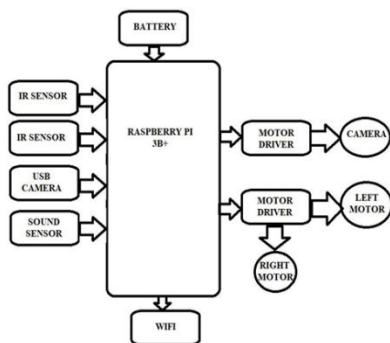 BATTERY
IR SENSOR
IR SENSOR
USB
CAMERA
SOUND
SENSOR
RASPBERRY PI
3B+
MOTOR
DRIVER
CAMERA
MOTOR
DRIVER
LEFT
MOTOR
RIGHT
MOTOR
WIFI